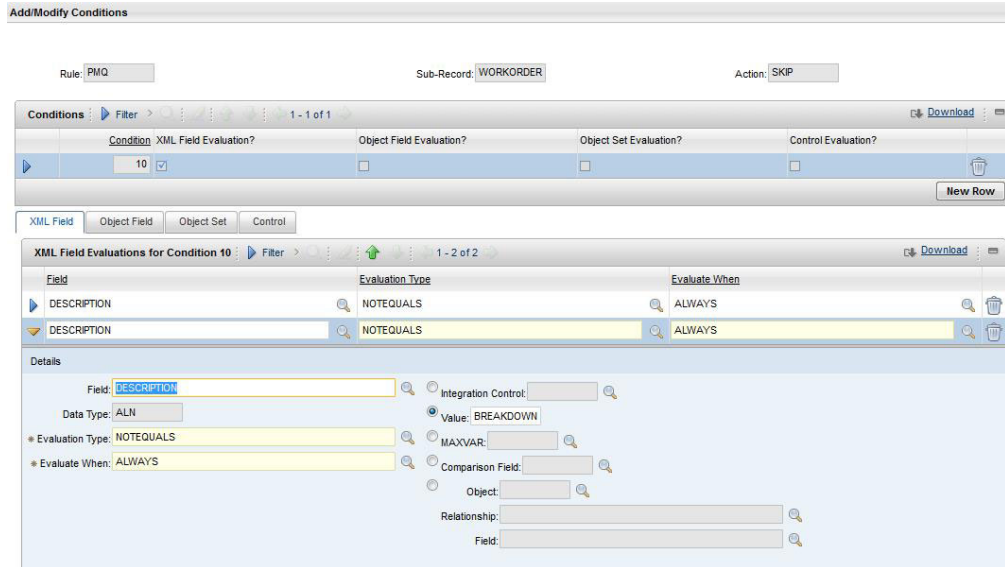 Add/Modify Conditions
Rule: PMQ Sub-Record: WORKORDER Action: SKIP
Conditions Filter 1 - 1 of 1 Download
Condition XML Field Evaluation? Object Field Evaluation? Object Set Evaluation? Control Evaluation?
10
New Row
XML Field Object Field Object Set Control
XML Field Evaluations for Condition 10 Filter 1 - 2 of 2 Download
Field Evaluation Type Evaluate When
DESCRIPTION NOTEQUALS ALWAYS
DESCRIPTION NOTEQUALS ALWAYS
Details
Field: DESCRIPTION Integration Control:
Data Type: ALN Value: BREAKDOWN
Evaluation Type: NOTEQUALS MAXVAR:
Evaluate When: ALWAYS Comparison Field:
Object:
Relationship:
Field: